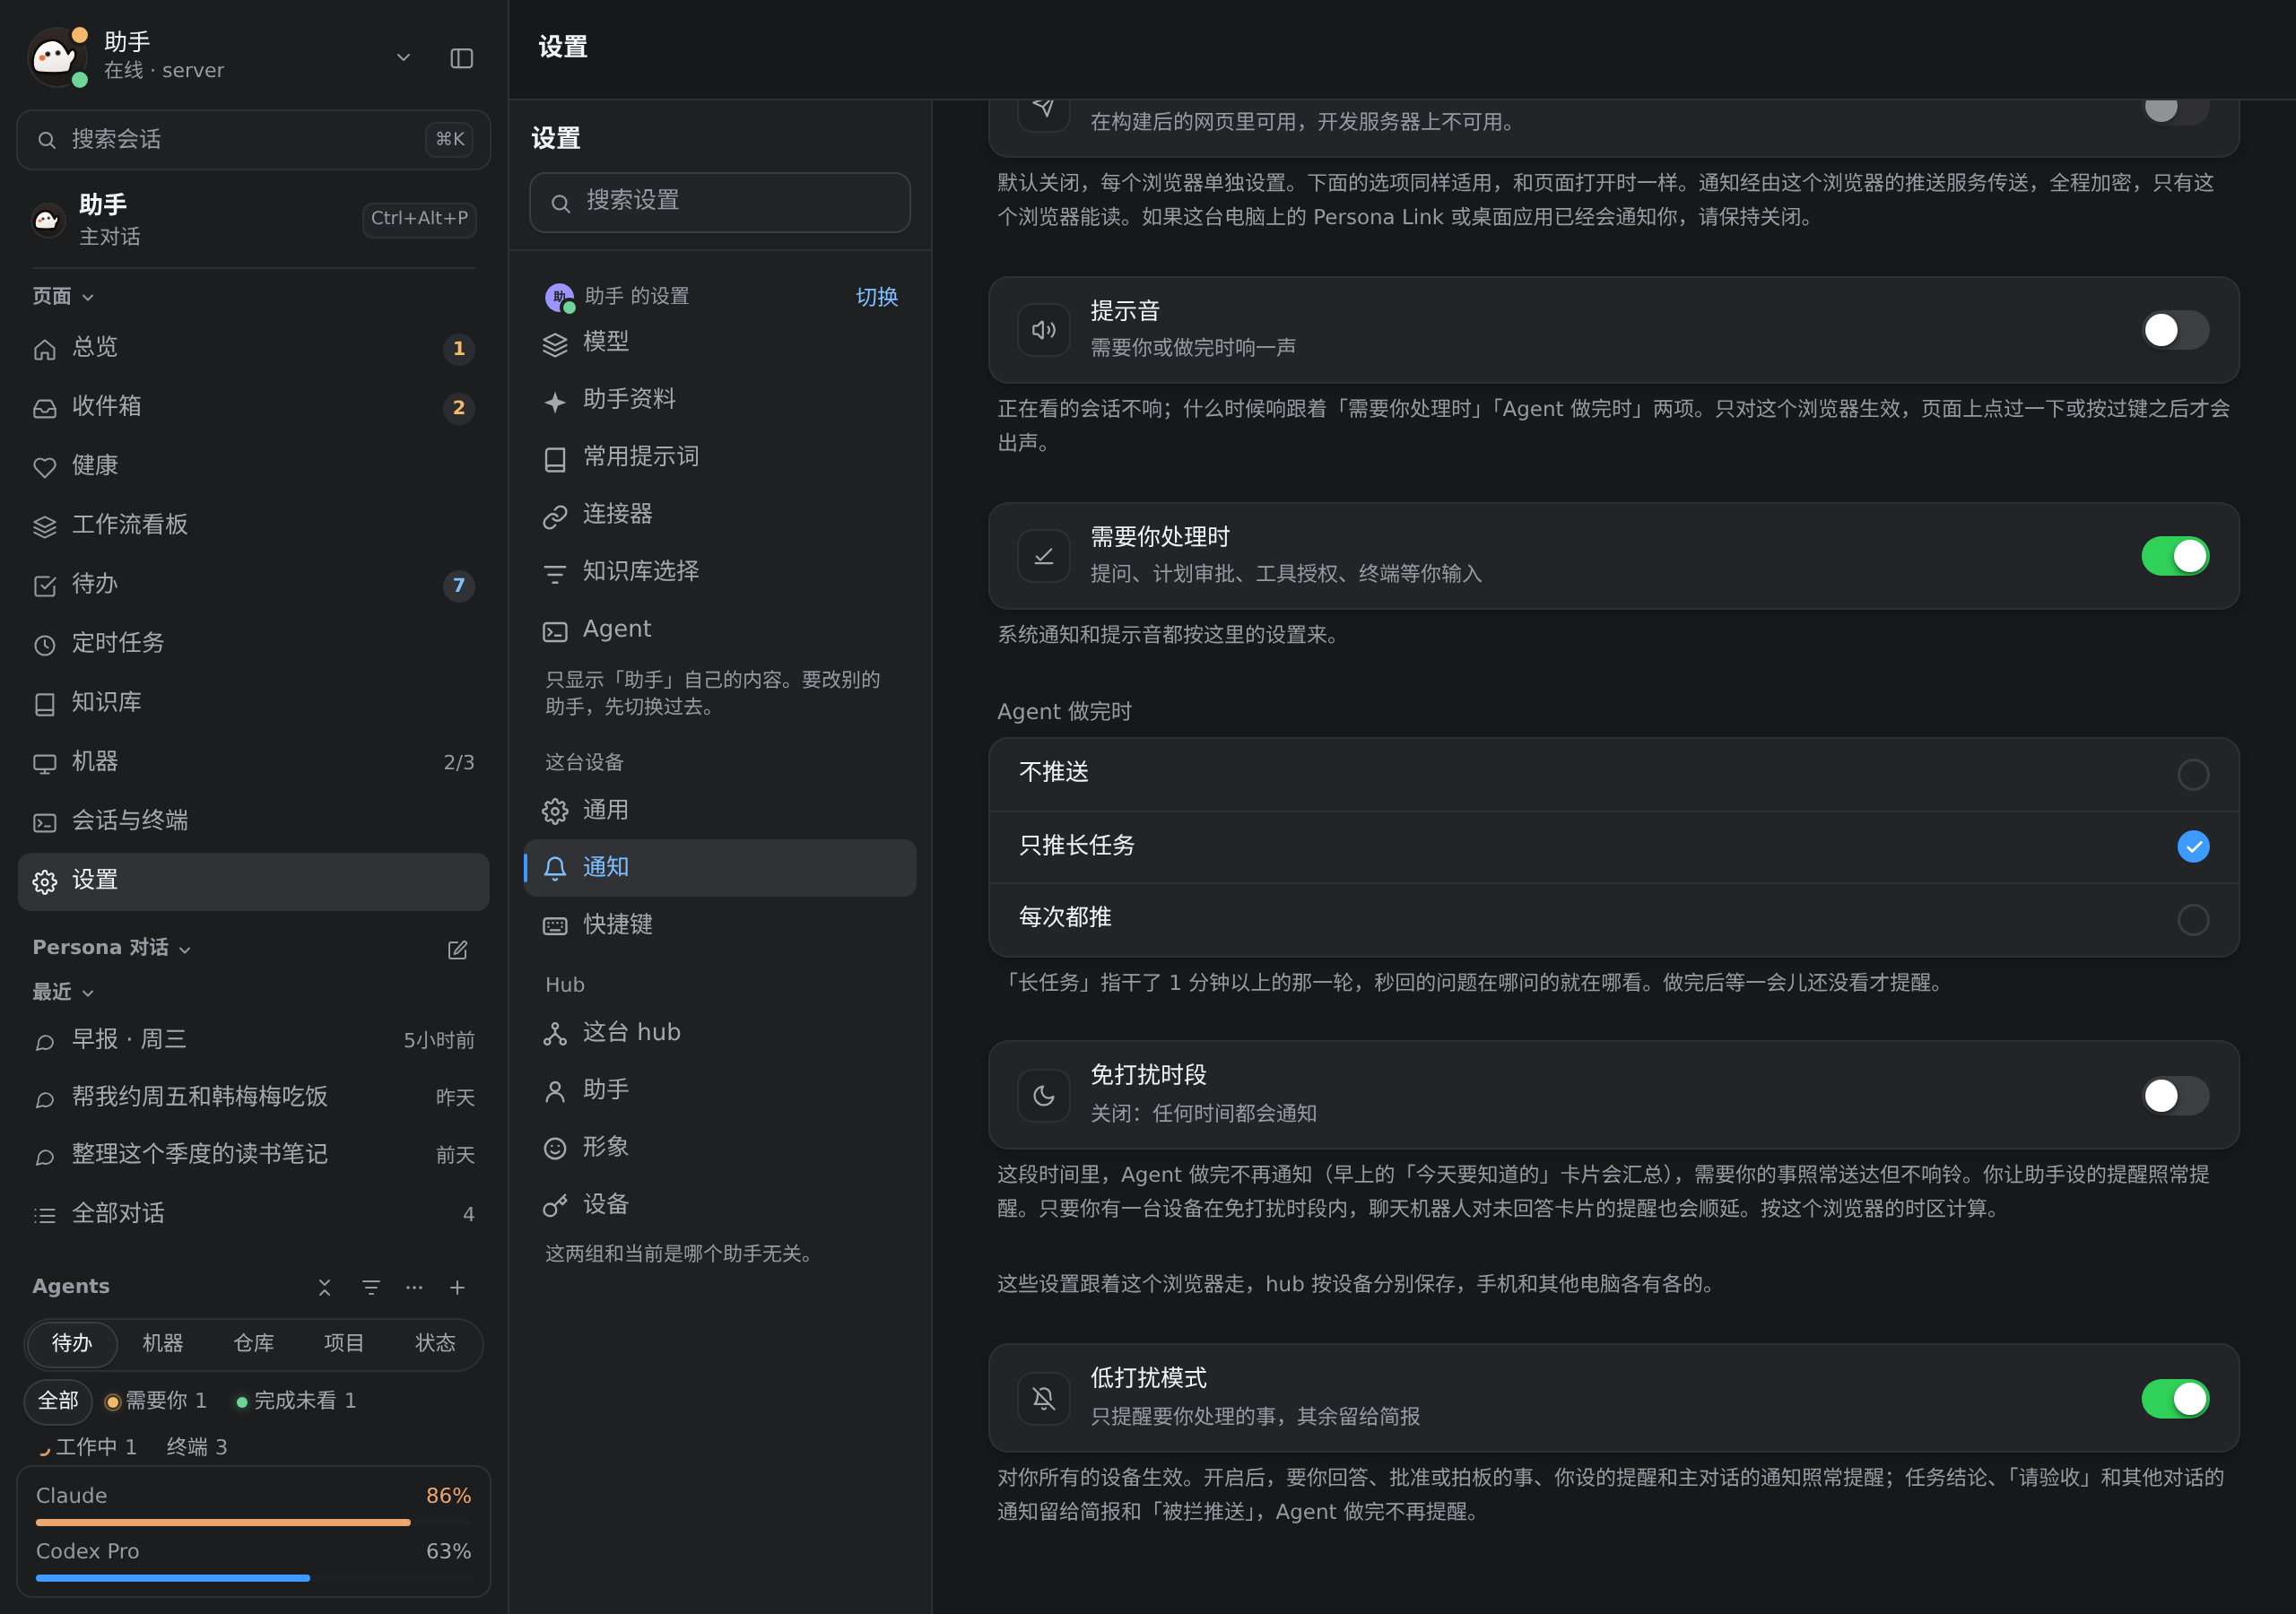 助手
在线 · server
搜索会话
⌘K
助手
主对话
Ctrl+Alt+P
页面
总览
1
收件箱
2
健康
工作流看板
待办
7
定时任务
知识库
机器
2/3
会话与终端
设置
Persona 对话
最近
早报 · 周三
5小时前
帮我约周五和韩梅梅吃饭
昨天
整理这个季度的读书笔记
前天
全部对话
4
Agents
待办
机器
仓库
项目
状态
全部
需要你 1
完成未看 1
工作中 1
终端 3
Claude
86%
Codex Pro
63%
设置
设置
搜索设置
助
助手 的设置
切换
模型
助手资料
常用提示词
连接器
知识库选择
Agent
只显示「助手」自己的内容。要改别的
助手，先切换过去。
这台设备
通用
通知
快捷键
Hub
这台 hub
助手
形象
设备
这两组和当前是哪个助手无关。
在构建后的网页里可用，开发服务器上不可用。
默认关闭，每个浏览器单独设置。下面的选项同样适用，和页面打开时一样。通知经由这个浏览器的推送服务传送，全程加密，只有这
个浏览器能读。如果这台电脑上的 Persona Link 或桌面应用已经会通知你，请保持关闭。
提示音
需要你或做完时响一声
正在看的会话不响；什么时候响跟着「需要你处理时」「Agent 做完时」两项。只对这个浏览器生效，页面上点过一下或按过键之后才会
出声。
需要你处理时
提问、计划审批、工具授权、终端等你输入
系统通知和提示音都按这里的设置来。
Agent 做完时
不推送
只推长任务
每次都推
「长任务」指干了 1 分钟以上的那一轮，秒回的问题在哪问的就在哪看。做完后等一会儿还没看才提醒。
免打扰时段
关闭：任何时间都会通知
这段时间里，Agent 做完不再通知（早上的「今天要知道的」卡片会汇总），需要你的事照常送达但不响铃。你让助手设的提醒照常提
醒。只要你有一台设备在免打扰时段内，聊天机器人对未回答卡片的提醒也会顺延。按这个浏览器的时区计算。
这些设置跟着这个浏览器走，hub 按设备分别保存，手机和其他电脑各有各的。
低打扰模式
只提醒要你处理的事，其余留给简报
对你所有的设备生效。开启后，要你回答、批准或拍板的事、你设的提醒和主对话的通知照常提醒；任务结论、「请验收」和其他对话的
通知留给简报和「被拦推送」，Agent 做完不再提醒。